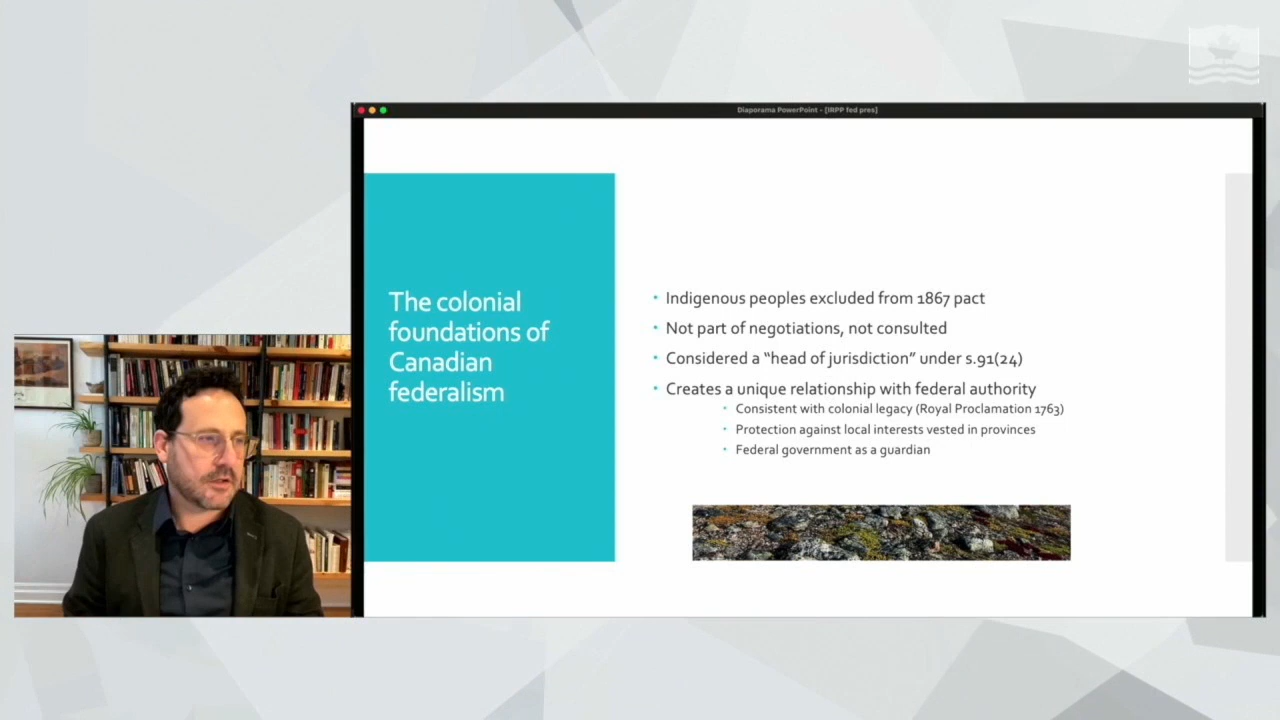 Diaporama PowerPoint - [IRPP fed pres]
The colonial
foundations of
Canadian
federalism
• Indigenous peoples excluded from 1867 pact
• Not part of negotiations, not consulted
• Considered a “head of jurisdiction” under s.91(24)
• Creates a unique relationship with federal authority
• Consistent with colonial legacy (Royal Proclamation 1763)
• Protection against local interests vested in provinces
• Federal government as a guardian